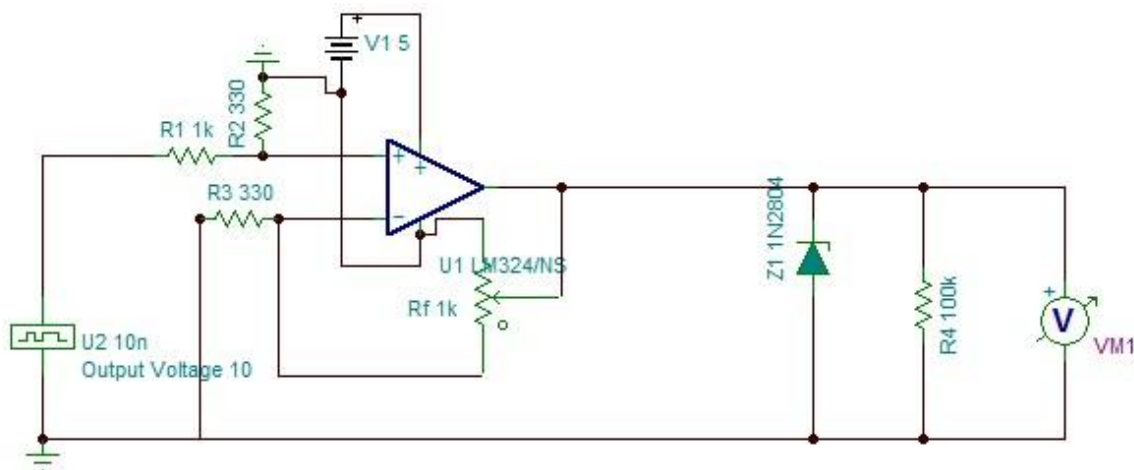 V1 5
R2 330
R1 1k
R3 330
U1 LM324/NS
Rf 1k
Z1 1N2804
R4 100k
V
VM1
U2 10n
Output Voltage 10